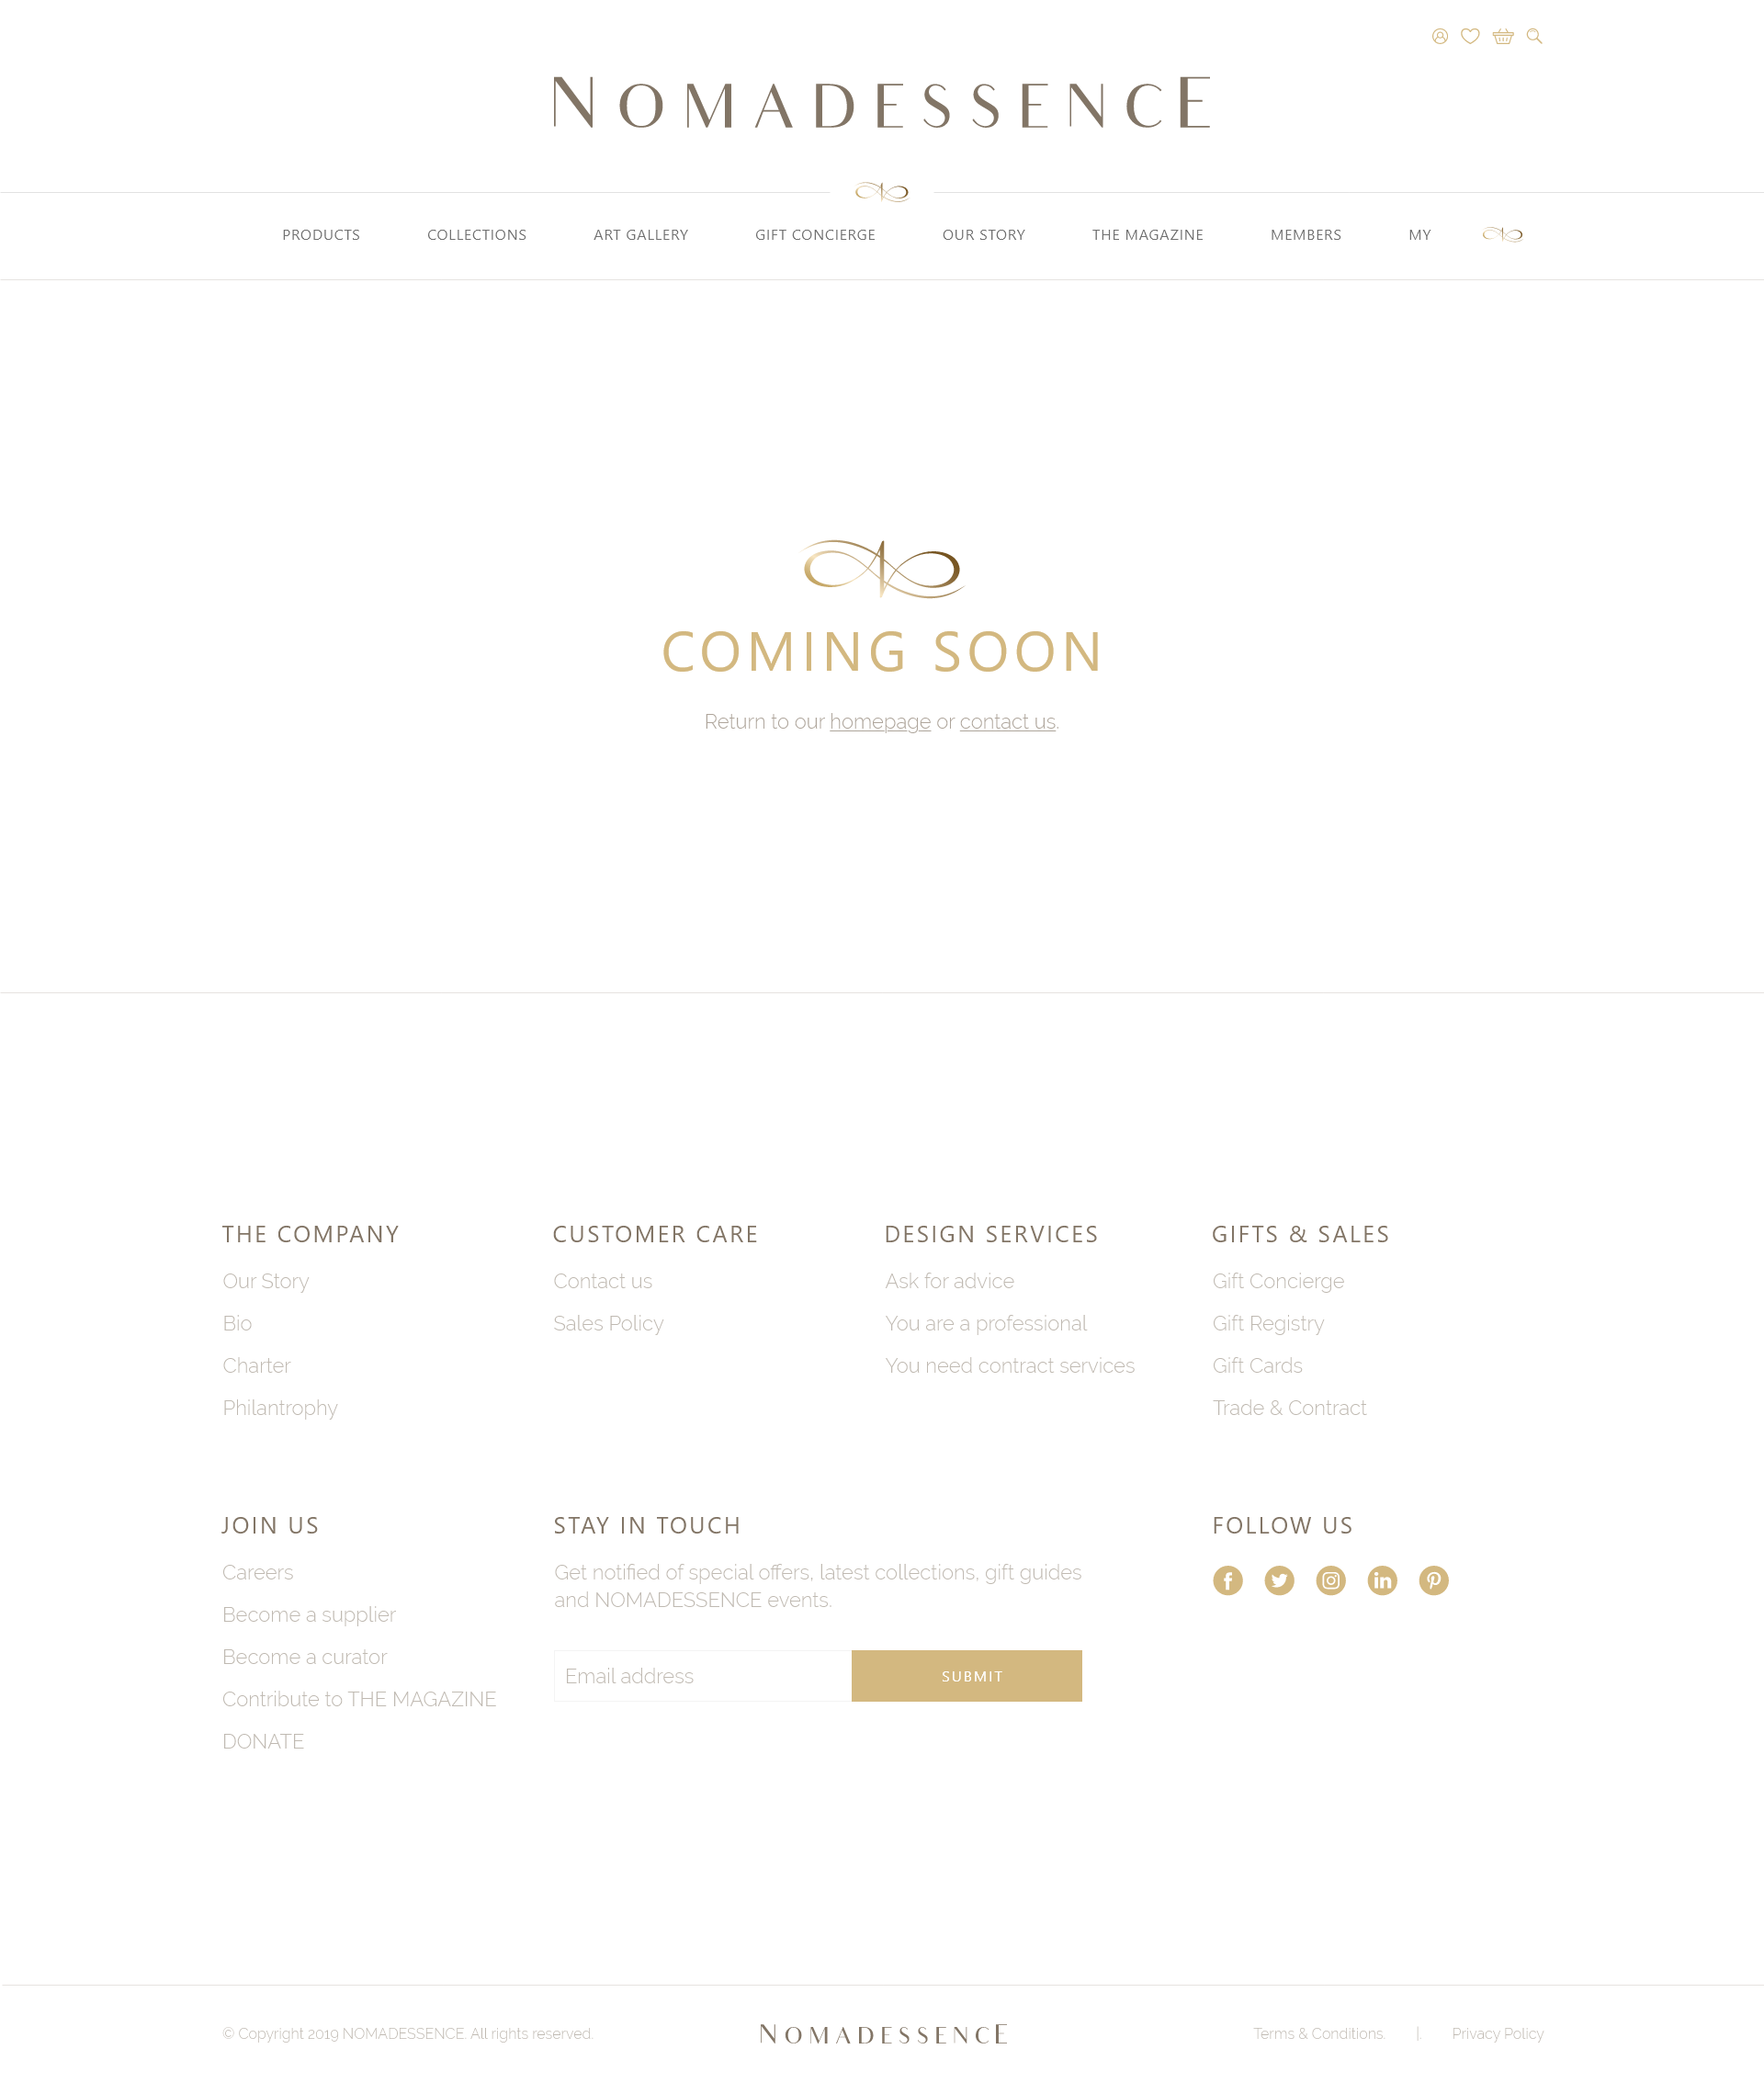 NOMADESSENCE
PRODUCTS COLLECTIONS ART GALLERY GIFT CONCIERGE OUR STORY THE MAGAZINE MEMBERS MY
COMING SOON
Return to our homepage or contact us.
THE COMPANY
Our Story
Bio
Charter
Philantrophy
CUSTOMER CARE
Contact us
Sales Policy
DESIGN SERVICES
Ask for advice
You are a professional
You need contract services
GIFTS & SALES
Gift Concierge
Gift Registry
Gift Cards
Trade & Contract
JOIN US
Careers
Become a supplier
Become a curator
Contribute to THE MAGAZINE
DONATE
STAY IN TOUCH
Get notified of special offers, latest collections, gift guides
and NOMADESSENCE events.
Email address SUBMIT
FOLLOW US
© Copyright 2019 NOMADESSENCE. All rights reserved. NOMADESSENCE Terms & Conditions. | Privacy Policy